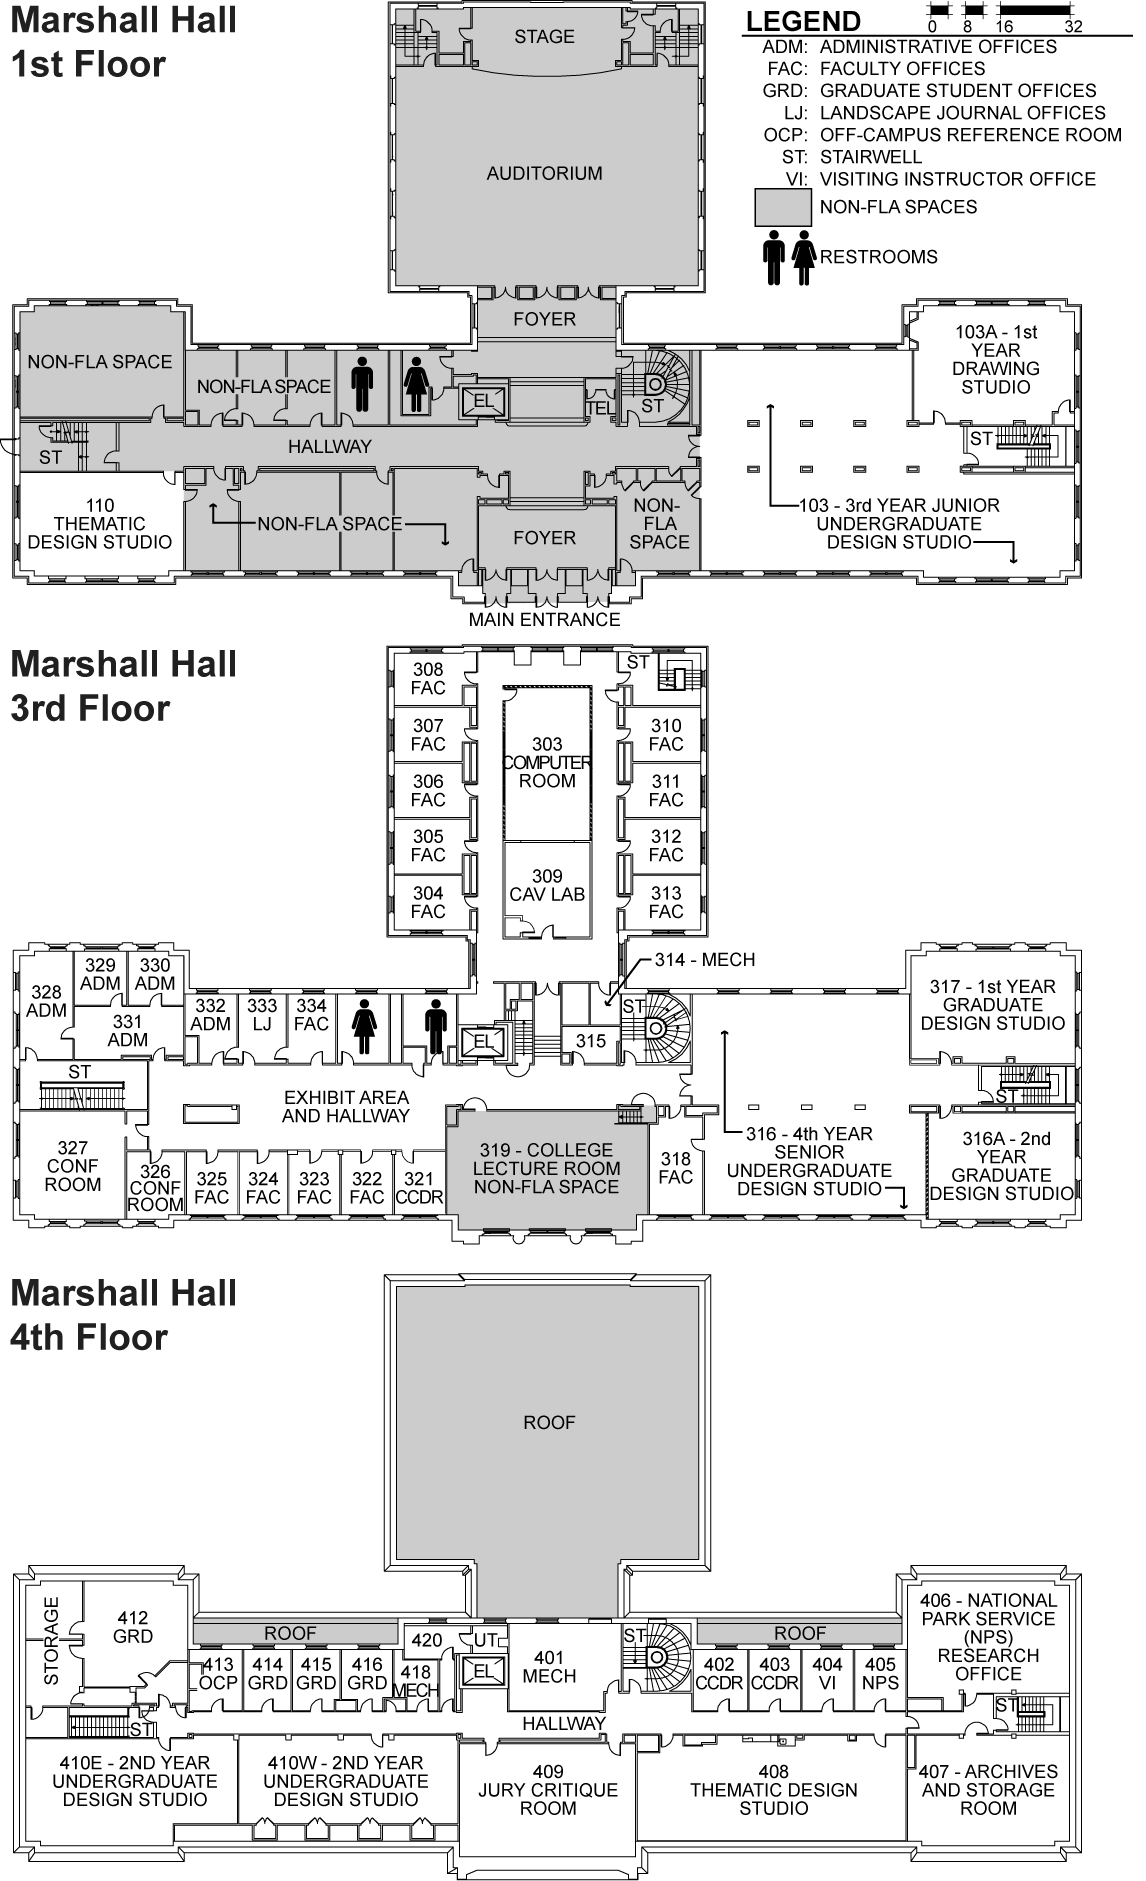 Marshall Hall
1st Floor
LEGEND
0 8 16 32
ADM: ADMINISTRATIVE OFFICES
FAC: FACULTY OFFICES
GRD: GRADUATE STUDENT OFFICES
LJ: LANDSCAPE JOURNAL OFFICES
OCP: OFF-CAMPUS REFERENCE ROOM
ST: STAIRWELL
VI: VISITING INSTRUCTOR OFFICE
NON-FLA SPACES
RESTROOMS
STAGE
AUDITORIUM
FOYER
NON-FLA SPACE
NON-FLA SPACE
EL
TEL
ST
103A - 1st
YEAR
DRAWING
STUDIO
ST
HALLWAY
ST
110
THEMATIC
DESIGN STUDIO
NON-FLA SPACE
FOYER
NON-
FLA
SPACE
103 - 3rd YEAR JUNIOR
UNDERGRADUATE
DESIGN STUDIO
MAIN ENTRANCE
Marshall Hall
3rd Floor
308
FAC
ST
307
FAC
303
COMPUTER
ROOM
310
FAC
306
FAC
311
FAC
305
FAC
312
FAC
304
FAC
309
CAV LAB
313
FAC
314 - MECH
328
ADM
329
ADM
330
ADM
331
ADM
332
ADM
333
LJ
334
FAC
EL
315
ST
317 - 1st YEAR
GRADUATE
DESIGN STUDIO
ST
EXHIBIT AREA
AND HALLWAY
ST
327
CONF
ROOM
326
CONF
ROOM
325
FAC
324
FAC
323
FAC
322
FAC
321
CCDR
319 - COLLEGE
LECTURE ROOM
NON-FLA SPACE
318
FAC
316 - 4th YEAR
SENIOR
UNDERGRADUATE
DESIGN STUDIO
316A - 2nd
YEAR
GRADUATE
DESIGN STUDIO
Marshall Hall
4th Floor
ROOF
STORAGE
412
GRD
ROOF
420
UT
ST
ROOF
406 - NATIONAL
PARK SERVICE
(NPS)
RESEARCH
OFFICE
413
OCP
414
GRD
415
GRD
416
GRD
418
MECH
EL
401
MECH
402
CCDR
403
CCDR
404
VI
405
NPS
ST
HALLWAY
ST
410E - 2ND YEAR
UNDERGRADUATE
DESIGN STUDIO
410W - 2ND YEAR
UNDERGRADUATE
DESIGN STUDIO
409
JURY CRITIQUE
ROOM
408
THEMATIC DESIGN
STUDIO
407 - ARCHIVES
AND STORAGE
ROOM